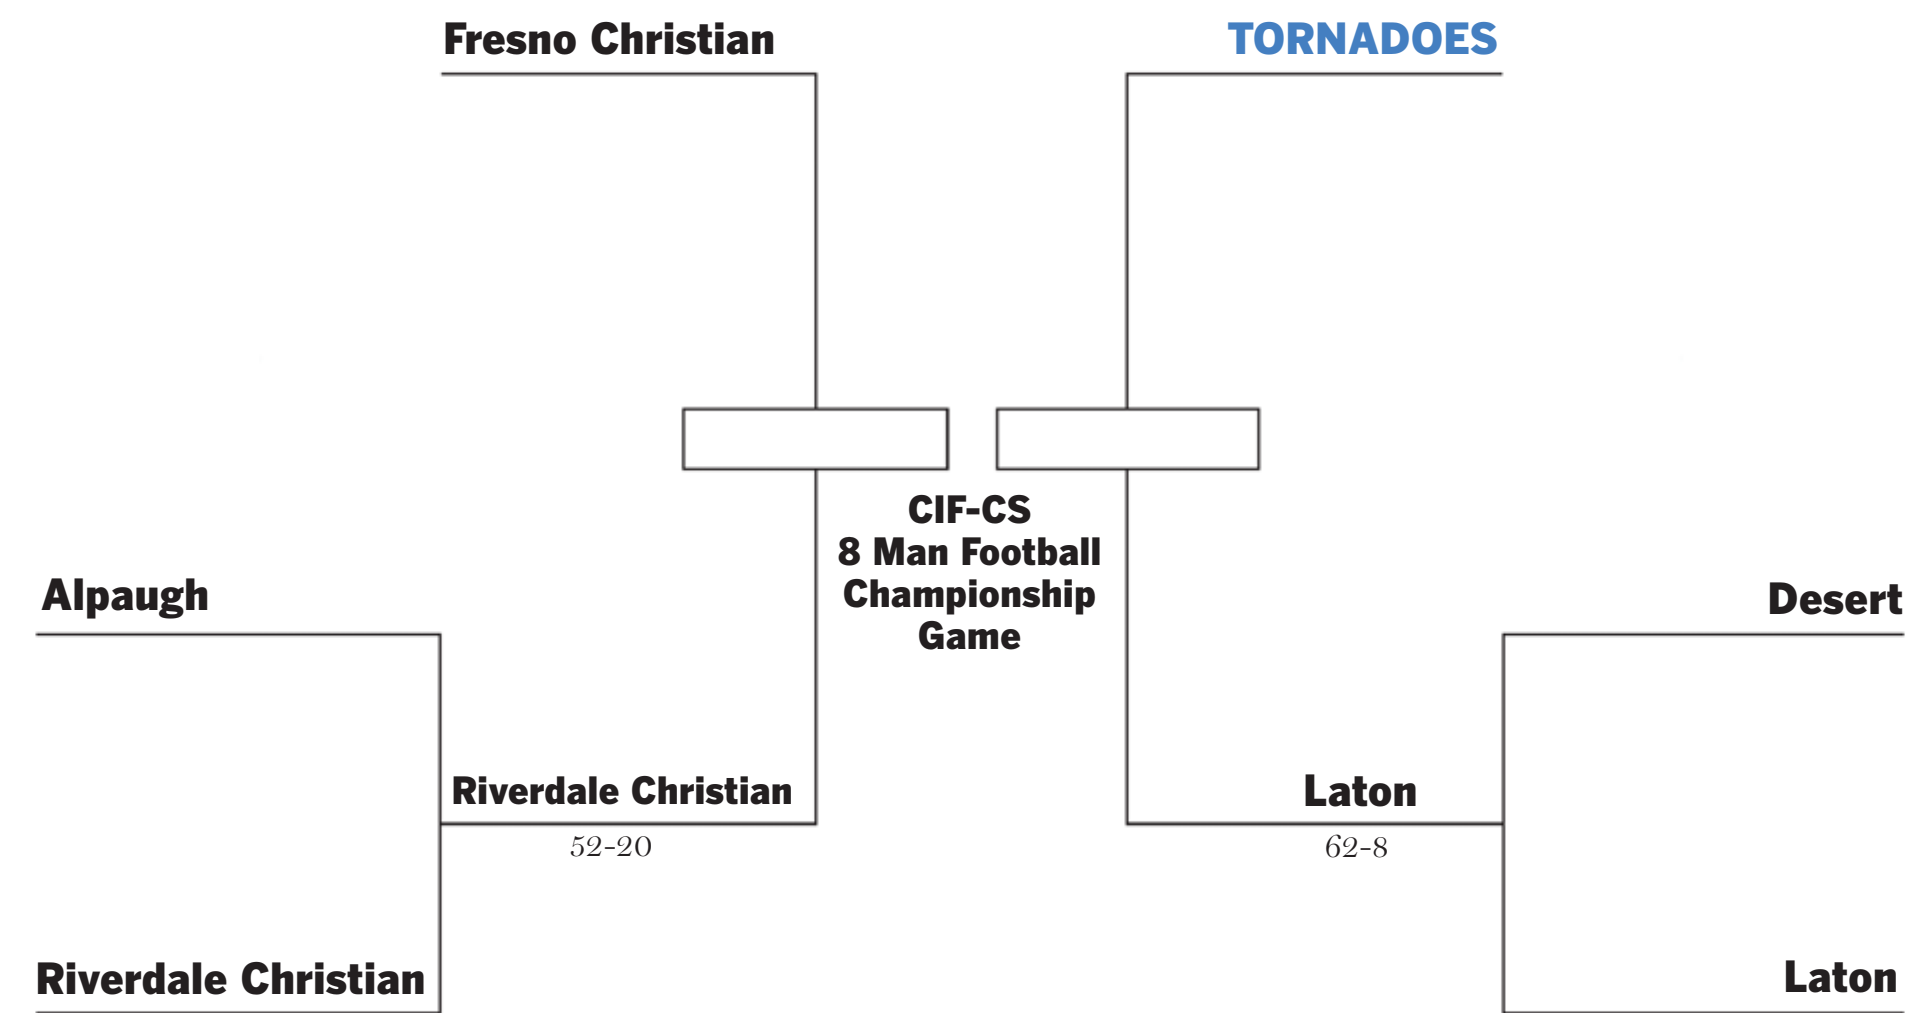 Fresno Christian
TORNADOES
CIF-CS
8 Man Football
Championship
Game
Alpaugh
Desert
Riverdale Christian
52-20
Laton
62-8
Riverdale Christian
Laton